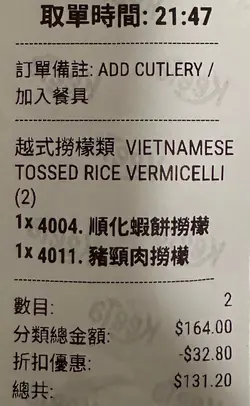 取單時間: 21:47
訂單備註: ADD CUTLERY /
加入餐具
越式撈檬類 VIETNAMESE
TOSSED RICE VERMICELLI
(2)
1x 4004. 順化蝦餅撈檬
1x 4011. 豬頸肉撈檬
數目: 2
分類總金額: $164.00
折扣優惠: -$32.80
總共: $131.20